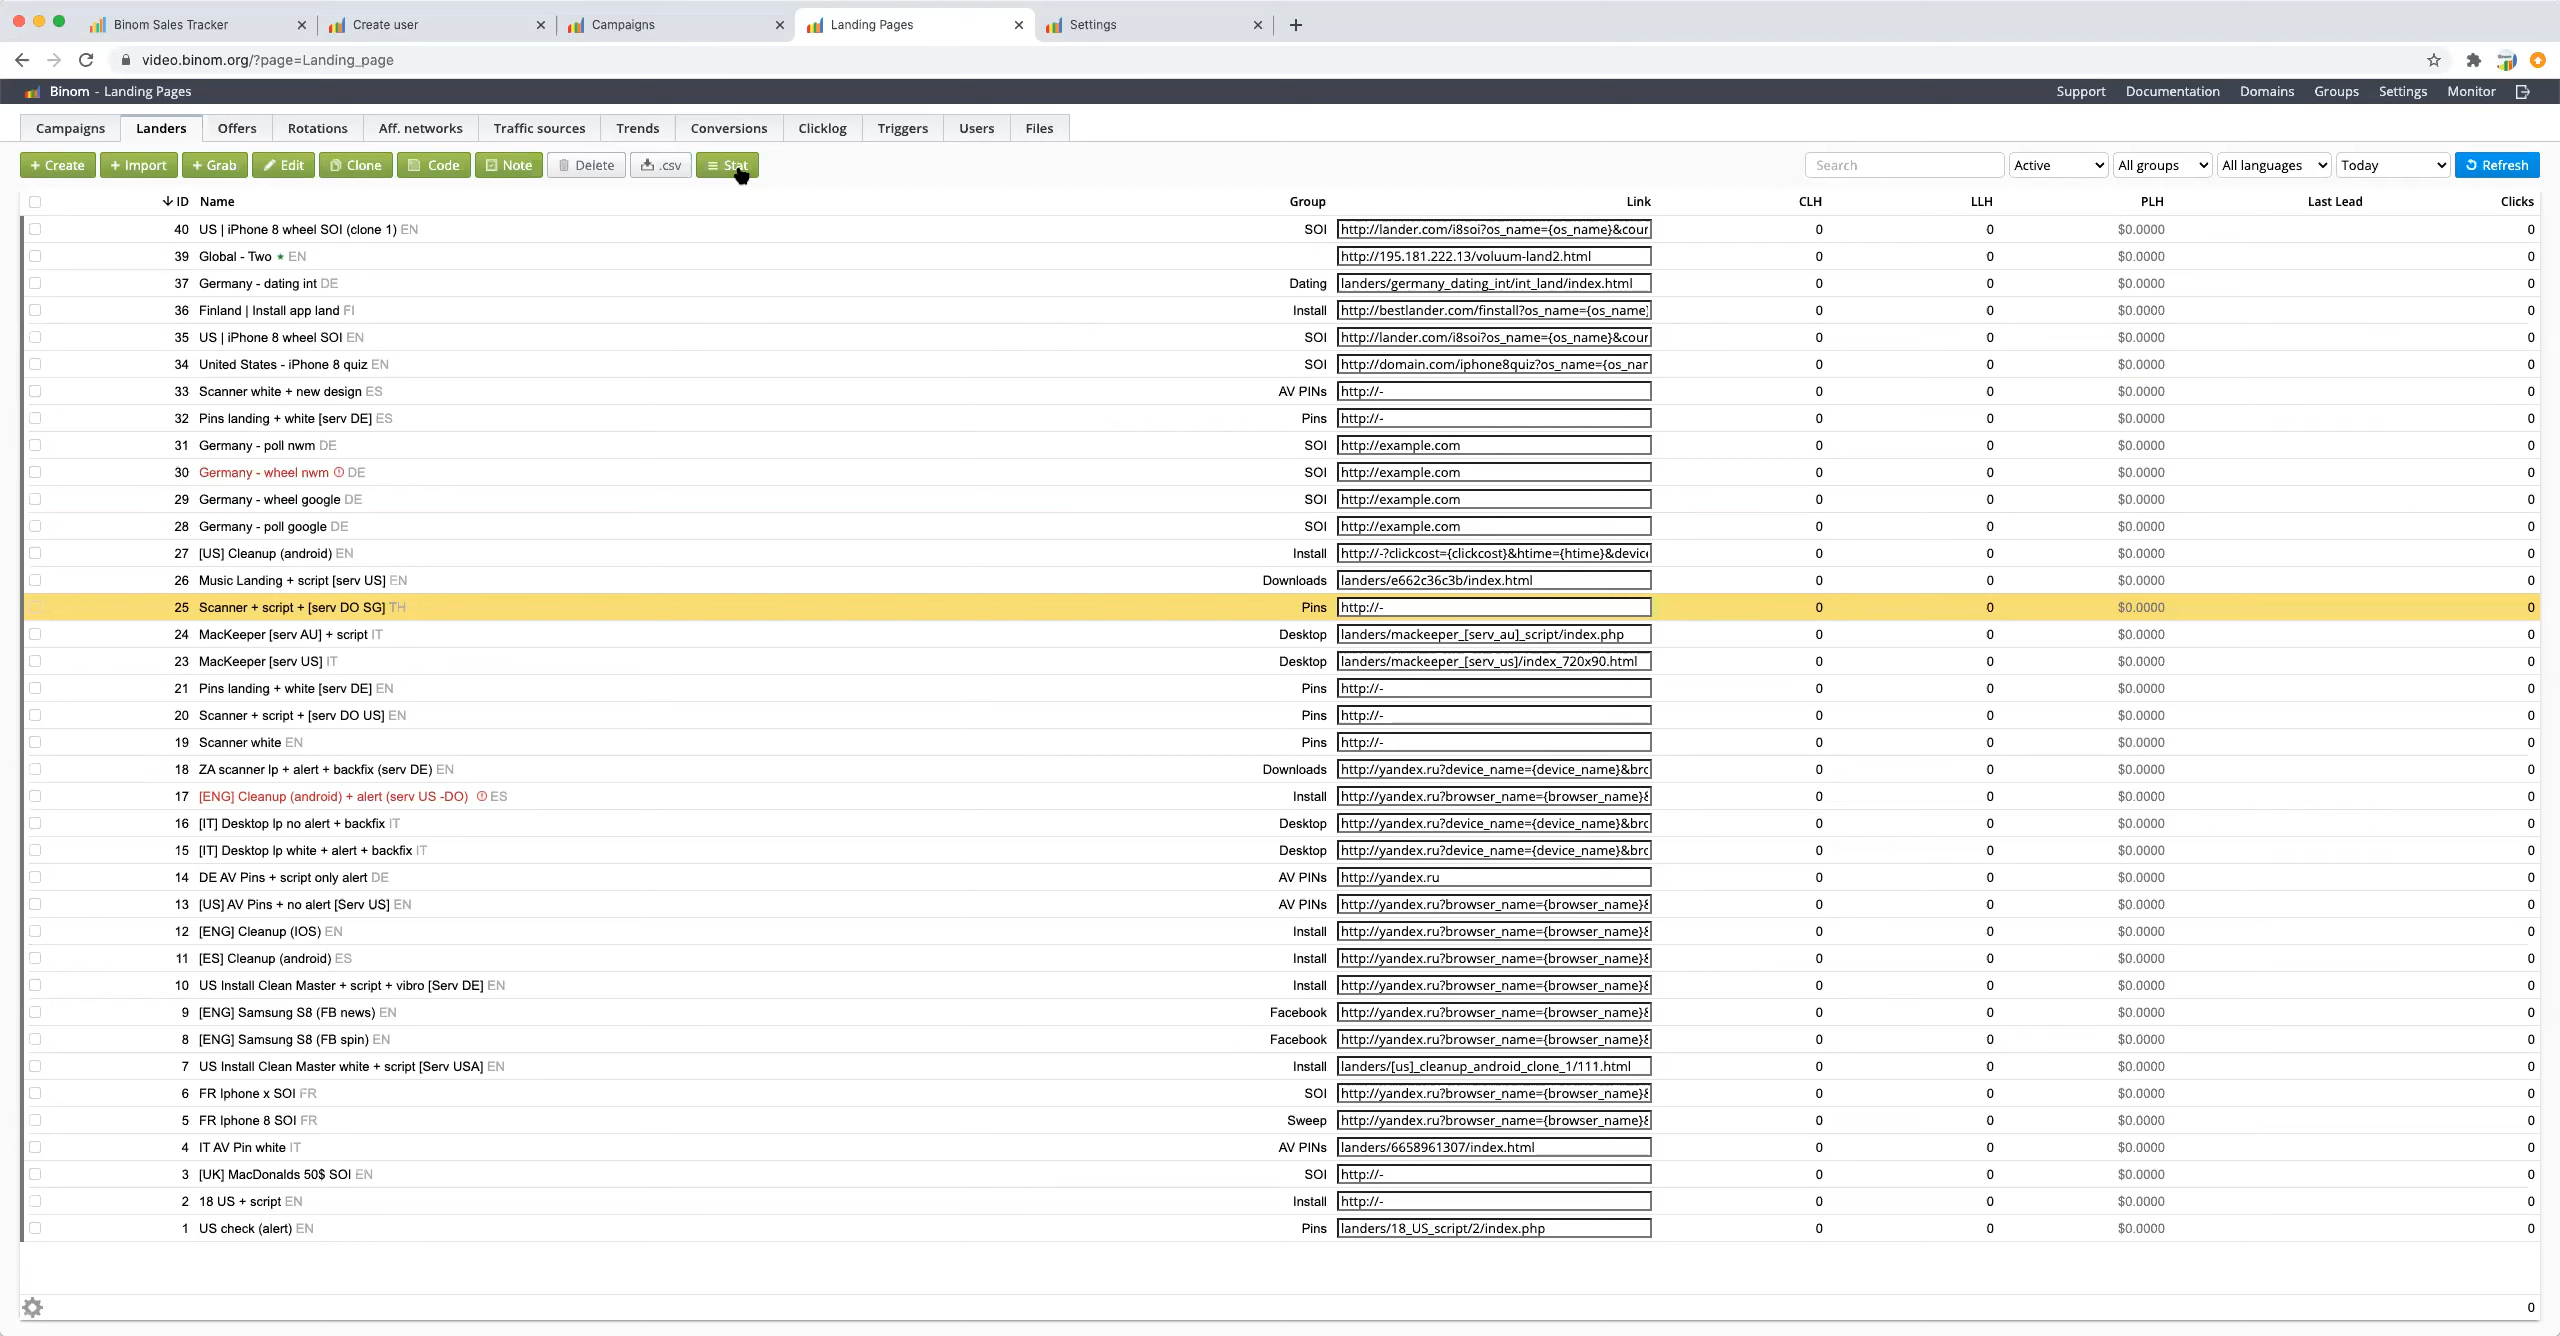 Binom Sales Tracker
Create user
Campaigns
Landing Pages
Settings
video.binom.org/?page=Landing_page
Binom - Landing Pages
Support Documentation Domains Groups Settings Monitor
Campaigns Landers Offers Rotations Aff. networks Traffic sources Trends Conversions Clicklog Triggers Users Files
+ Create + Import + Grab Edit Clone Code Note Delete .csv Stat Search Active All groups All languages Today Refresh
ID Name Group Link CLH LLH PLH Last Lead Clicks
40 US | iPhone 8 wheel SOI (clone 1) EN SOI http://lander.com/i8soi?os_name={os_name}&cour 0 0 $0.0000 0
39 Global - Two EN http://195.181.222.13/voluum-land2.html 0 0 $0.0000 0
37 Germany - dating int DE Dating landers/germany_dating_int/int_land/index.html 0 0 $0.0000 0
36 Finland | Install app land FI Install http://bestlander.com/finstall?os_name={os_name} 0 0 $0.0000 0
35 US | iPhone 8 wheel SOI EN SOI http://lander.com/i8soi?os_name={os_name}&cour 0 0 $0.0000 0
34 United States - iPhone 8 quiz EN SOI http://domain.com/iphone8quiz?os_name={os_nar 0 0 $0.0000 0
33 Scanner white + new design ES AV PINs http://- 0 0 $0.0000 0
32 Pins landing + white [serv DE] ES Pins http://- 0 0 $0.0000 0
31 Germany - poll nwm DE SOI http://example.com 0 0 $0.0000 0
30 Germany - wheel nwm DE SOI http://example.com 0 0 $0.0000 0
29 Germany - wheel google DE SOI http://example.com 0 0 $0.0000 0
28 Germany - poll google DE SOI http://example.com 0 0 $0.0000 0
27 [US] Cleanup (android) EN Install http://-?clickcost={clickcost}&htime={htime}&device 0 0 $0.0000 0
26 Music Landing + script [serv US] EN Downloads landers/e662c36c3b/index.html 0 0 $0.0000 0
25 Scanner + script + [serv DO SG] TH Pins http://- 0 0 $0.0000 0
24 MacKeeper [serv AU] + script IT Desktop landers/mackeeper_[serv_au]_script/index.php 0 0 $0.0000 0
23 MacKeeper [serv US] IT Desktop landers/mackeeper_[serv_us]/index_720x90.html 0 0 $0.0000 0
21 Pins landing + white [serv DE] EN Pins http://- 0 0 $0.0000 0
20 Scanner + script + [serv DO US] EN Pins http://- 0 0 $0.0000 0
19 Scanner white EN Pins http://- 0 0 $0.0000 0
18 ZA scanner lp + alert + backfix (serv DE) EN Downloads http://yandex.ru?device_name={device_name}&brc 0 0 $0.0000 0
17 [ENG] Cleanup (android) + alert (serv US -DO) ES Install http://yandex.ru?browser_name={browser_name}& 0 0 $0.0000 0
16 [IT] Desktop lp no alert + backfix IT Desktop http://yandex.ru?device_name={device_name}&brc 0 0 $0.0000 0
15 [IT] Desktop lp white + alert + backfix IT Desktop http://yandex.ru?device_name={device_name}&brc 0 0 $0.0000 0
14 DE AV Pins + script only alert DE AV PINs http://yandex.ru 0 0 $0.0000 0
13 [US] AV Pins + no alert [Serv US] EN AV PINs http://yandex.ru?browser_name={browser_name}& 0 0 $0.0000 0
12 [ENG] Cleanup (IOS) EN Install http://yandex.ru?browser_name={browser_name}& 0 0 $0.0000 0
11 [ES] Cleanup (android) ES Install http://yandex.ru?browser_name={browser_name}& 0 0 $0.0000 0
10 US Install Clean Master + script + vibro [Serv DE] EN Install http://yandex.ru?browser_name={browser_name}& 0 0 $0.0000 0
9 [ENG] Samsung S8 (FB news) EN Facebook http://yandex.ru?browser_name={browser_name}& 0 0 $0.0000 0
8 [ENG] Samsung S8 (FB spin) EN Facebook http://yandex.ru?browser_name={browser_name}& 0 0 $0.0000 0
7 US Install Clean Master white + script [Serv USA] EN Install landers/[us]_cleanup_android_clone_1/111.html 0 0 $0.0000 0
6 FR Iphone x SOI FR SOI http://yandex.ru?browser_name={browser_name}& 0 0 $0.0000 0
5 FR Iphone 8 SOI FR Sweep http://yandex.ru?browser_name={browser_name}& 0 0 $0.0000 0
4 IT AV Pin white IT AV PINs landers/6658961307/index.html 0 0 $0.0000 0
3 [UK] MacDonalds 50$ SOI EN SOI http://- 0 0 $0.0000 0
2 18 US + script EN Install http://- 0 0 $0.0000 0
1 US check (alert) EN Pins landers/18_US_script/2/index.php 0 0 $0.0000 0
0